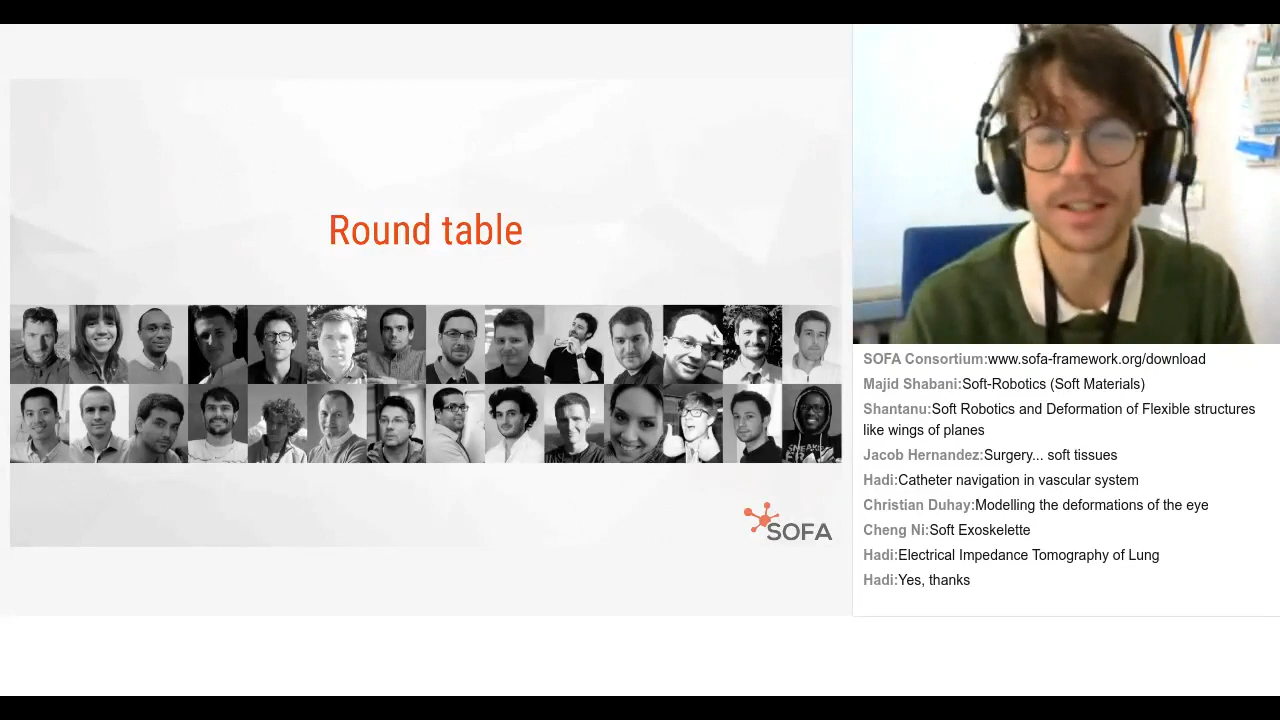 Round table
SOFA
SOFA Consortium:www.sofa-framework.org/download
Majid Shabani:Soft-Robotics (Soft Materials)
Shantanu:Soft Robotics and Deformation of Flexible structures
like wings of planes
Jacob Hernandez:Surgery... soft tissues
Hadi:Catheter navigation in vascular system
Christian Duhay:Modelling the deformations of the eye
Cheng Ni:Soft Exoskelette
Hadi:Electrical Impedance Tomography of Lung
Hadi:Yes, thanks